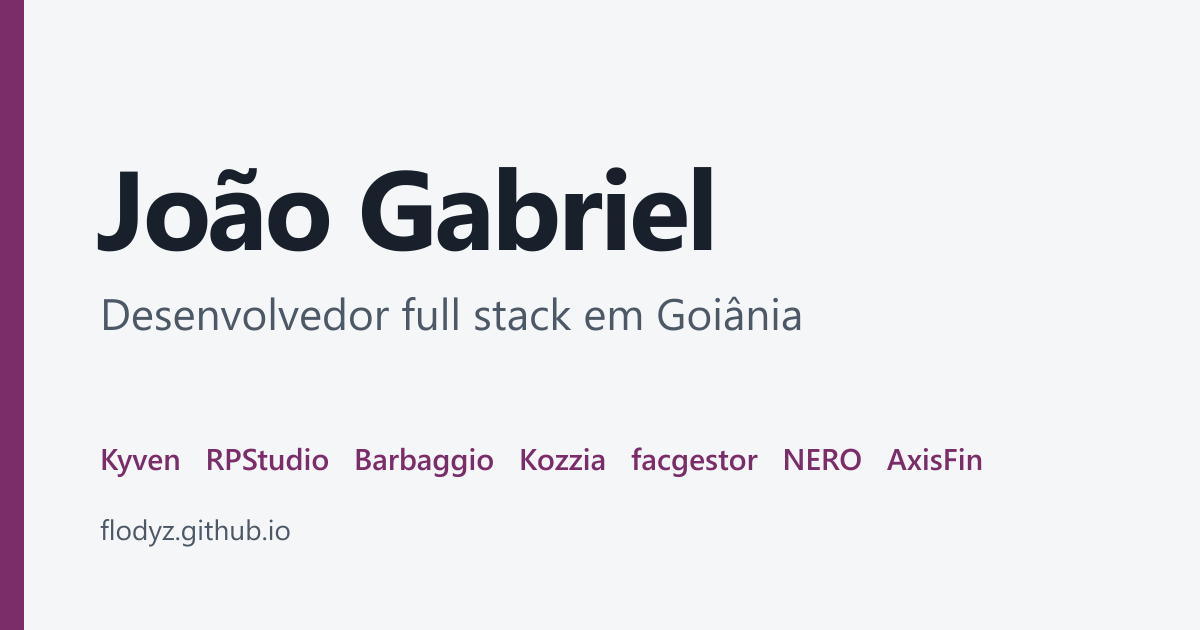 João Gabriel
Desenvolvedor full stack em Goiânia
Kyven RPStudio Barbaggio Kozzia facgestor NERO AxisFin
flodyz.github.io